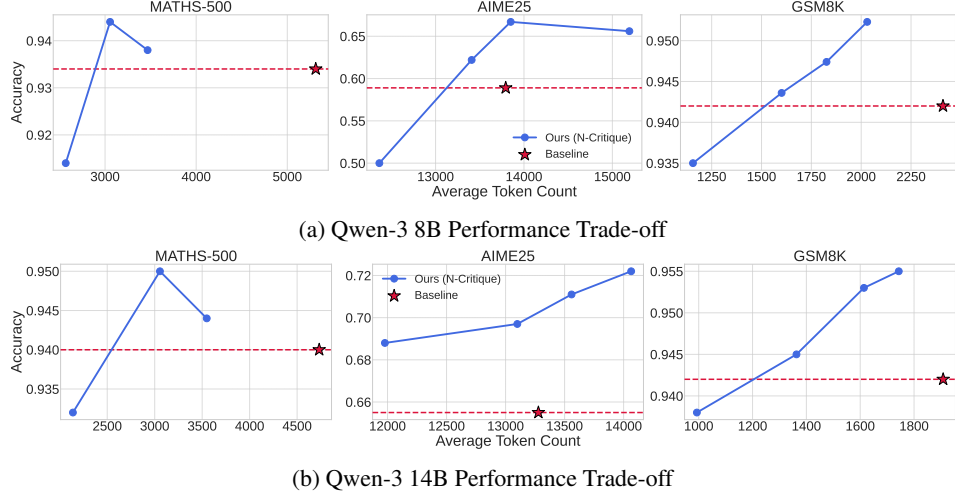 MATHS-500 AIME25 GSM8K
0.94 0.93 0.92
Accuracy
3000 4000 5000
0.65 0.60 0.55 0.50
Ours (N-Critique)
Baseline
13000 14000 15000
Average Token Count
0.950 0.945 0.940 0.935
1250 1500 1750 2000 2250
(a) Qwen-3 8B Performance Trade-off
MATHS-500 AIME25 GSM8K
0.950 0.945 0.940 0.935
Accuracy
2500 3000 3500 4000 4500
0.72 0.70 0.68 0.66
Ours (N-Critique)
Baseline
12000 12500 13000 13500 14000
Average Token Count
0.955 0.950 0.945 0.940
1000 1200 1400 1600 1800
(b) Qwen-3 14B Performance Trade-off